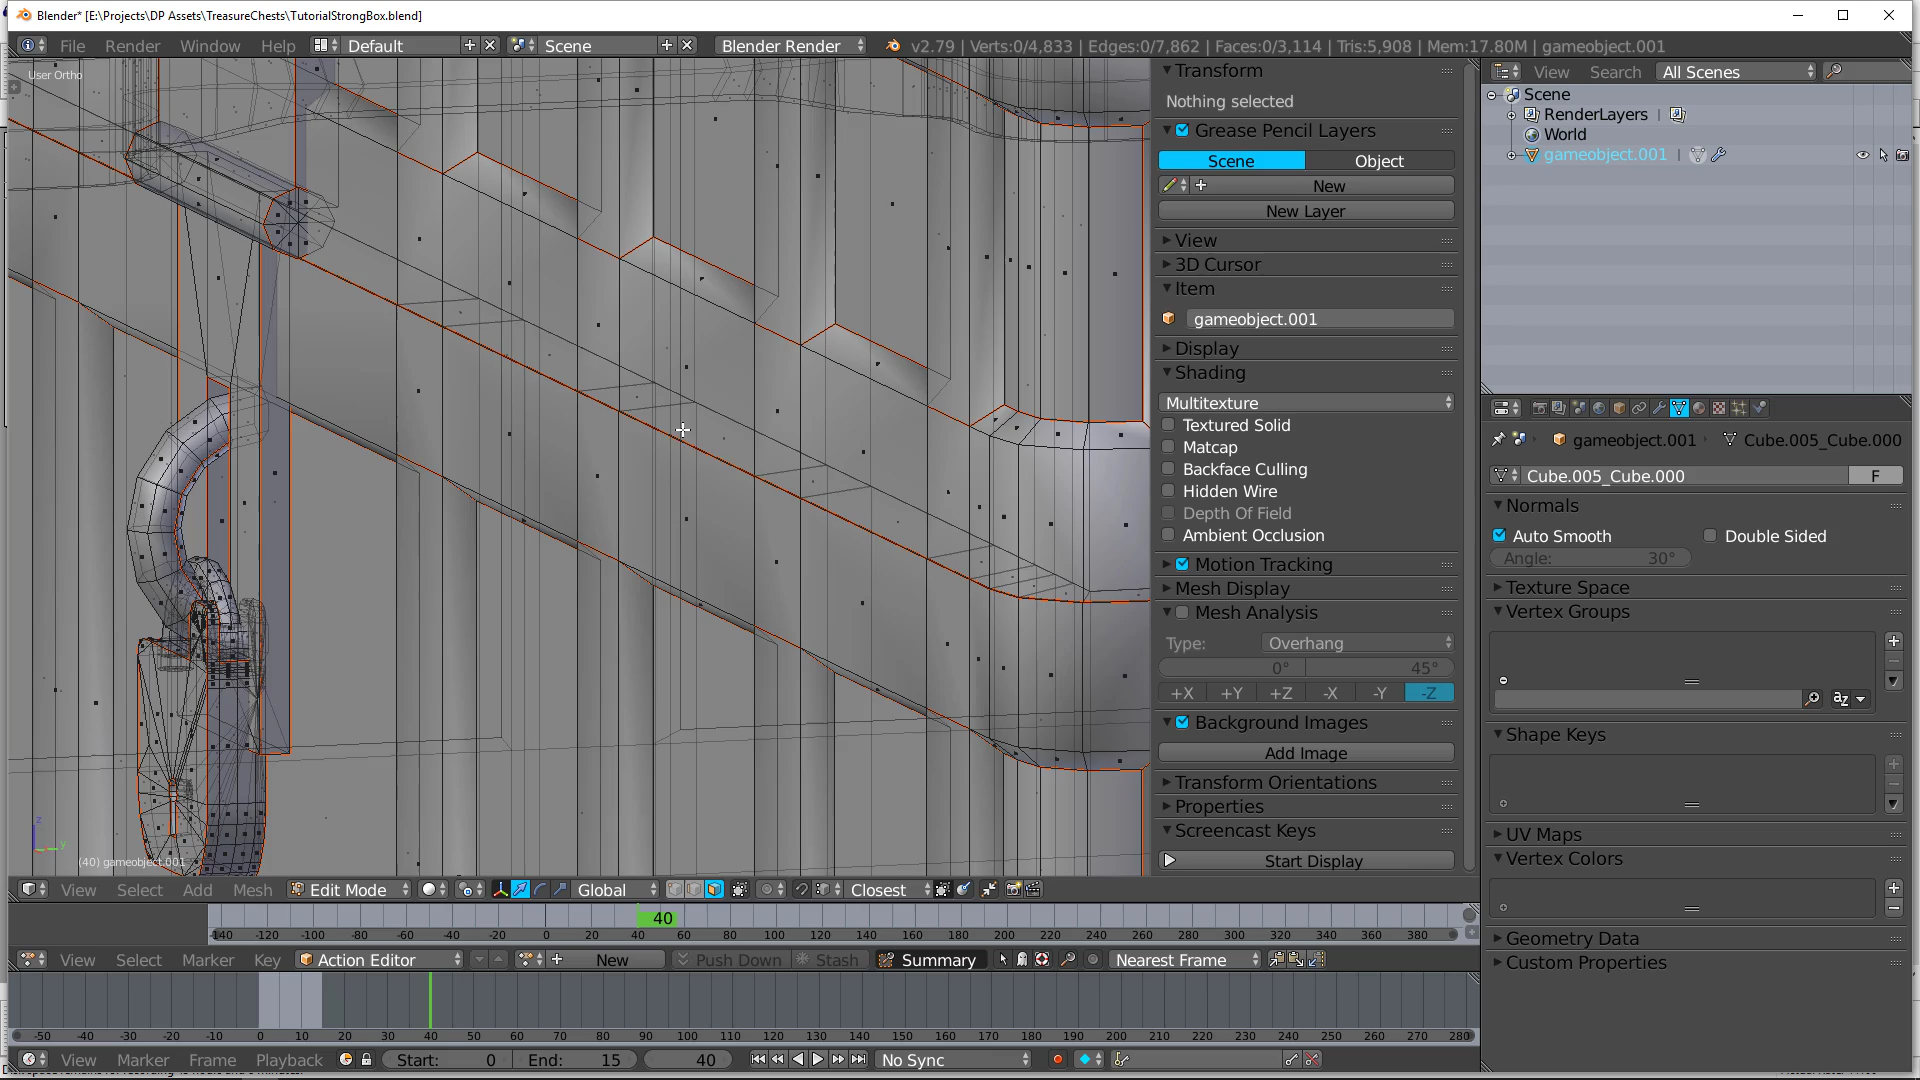 Blender* [E:\Projects\DP Assets\TreasureChests\TutorialStrongBox.blend]
File Render Window Help Default Scene Blender Render v2.79 | Verts:0/4,833 | Edges:0/7,862 | Faces:0/3,114 | Tris:5,908 | Mem:17.80M | gameobject.001
User Ortho
(40) gameobject.001
z
y
Transform
Nothing selected
Grease Pencil Layers
Scene Object
New
New Layer
View
3D Cursor
Item
gameobject.001
Display
Shading
Multitexture
Textured Solid
Matcap
Backface Culling
Hidden Wire
Depth Of Field
Ambient Occlusion
Motion Tracking
Mesh Display
Mesh Analysis
Type: Overhang
0° 45°
+X +Y +Z -X -Y -Z
Background Images
Add Image
Transform Orientations
Properties
Screencast Keys
Start Display
View Search All Scenes
Scene
RenderLayers |
World
gameobject.001 |
gameobject.001 Cube.005_Cube.000
Cube.005_Cube.000 F
Normals
Auto Smooth Double Sided
Angle: 30°
Texture Space
Vertex Groups
az
Shape Keys
UV Maps
Vertex Colors
Geometry Data
Custom Properties
View Select Add Mesh Edit Mode Global Closest
40
-140 -120 -100 -80 -60 -40 -20 0 20 40 60 80 100 120 140 160 180 200 220 240 260 280 300 320 340 360 380
View Select Marker Key Action Editor New Push Down Stash Summary Nearest Frame
-50 -40 -30 -20 -10 0 10 20 30 40 50 60 70 80 90 100 110 120 130 140 150 160 170 180 190 200 210 220 230 240 250 260 270 280
View Marker Frame Playback Start: 0 End: 15 40 No Sync